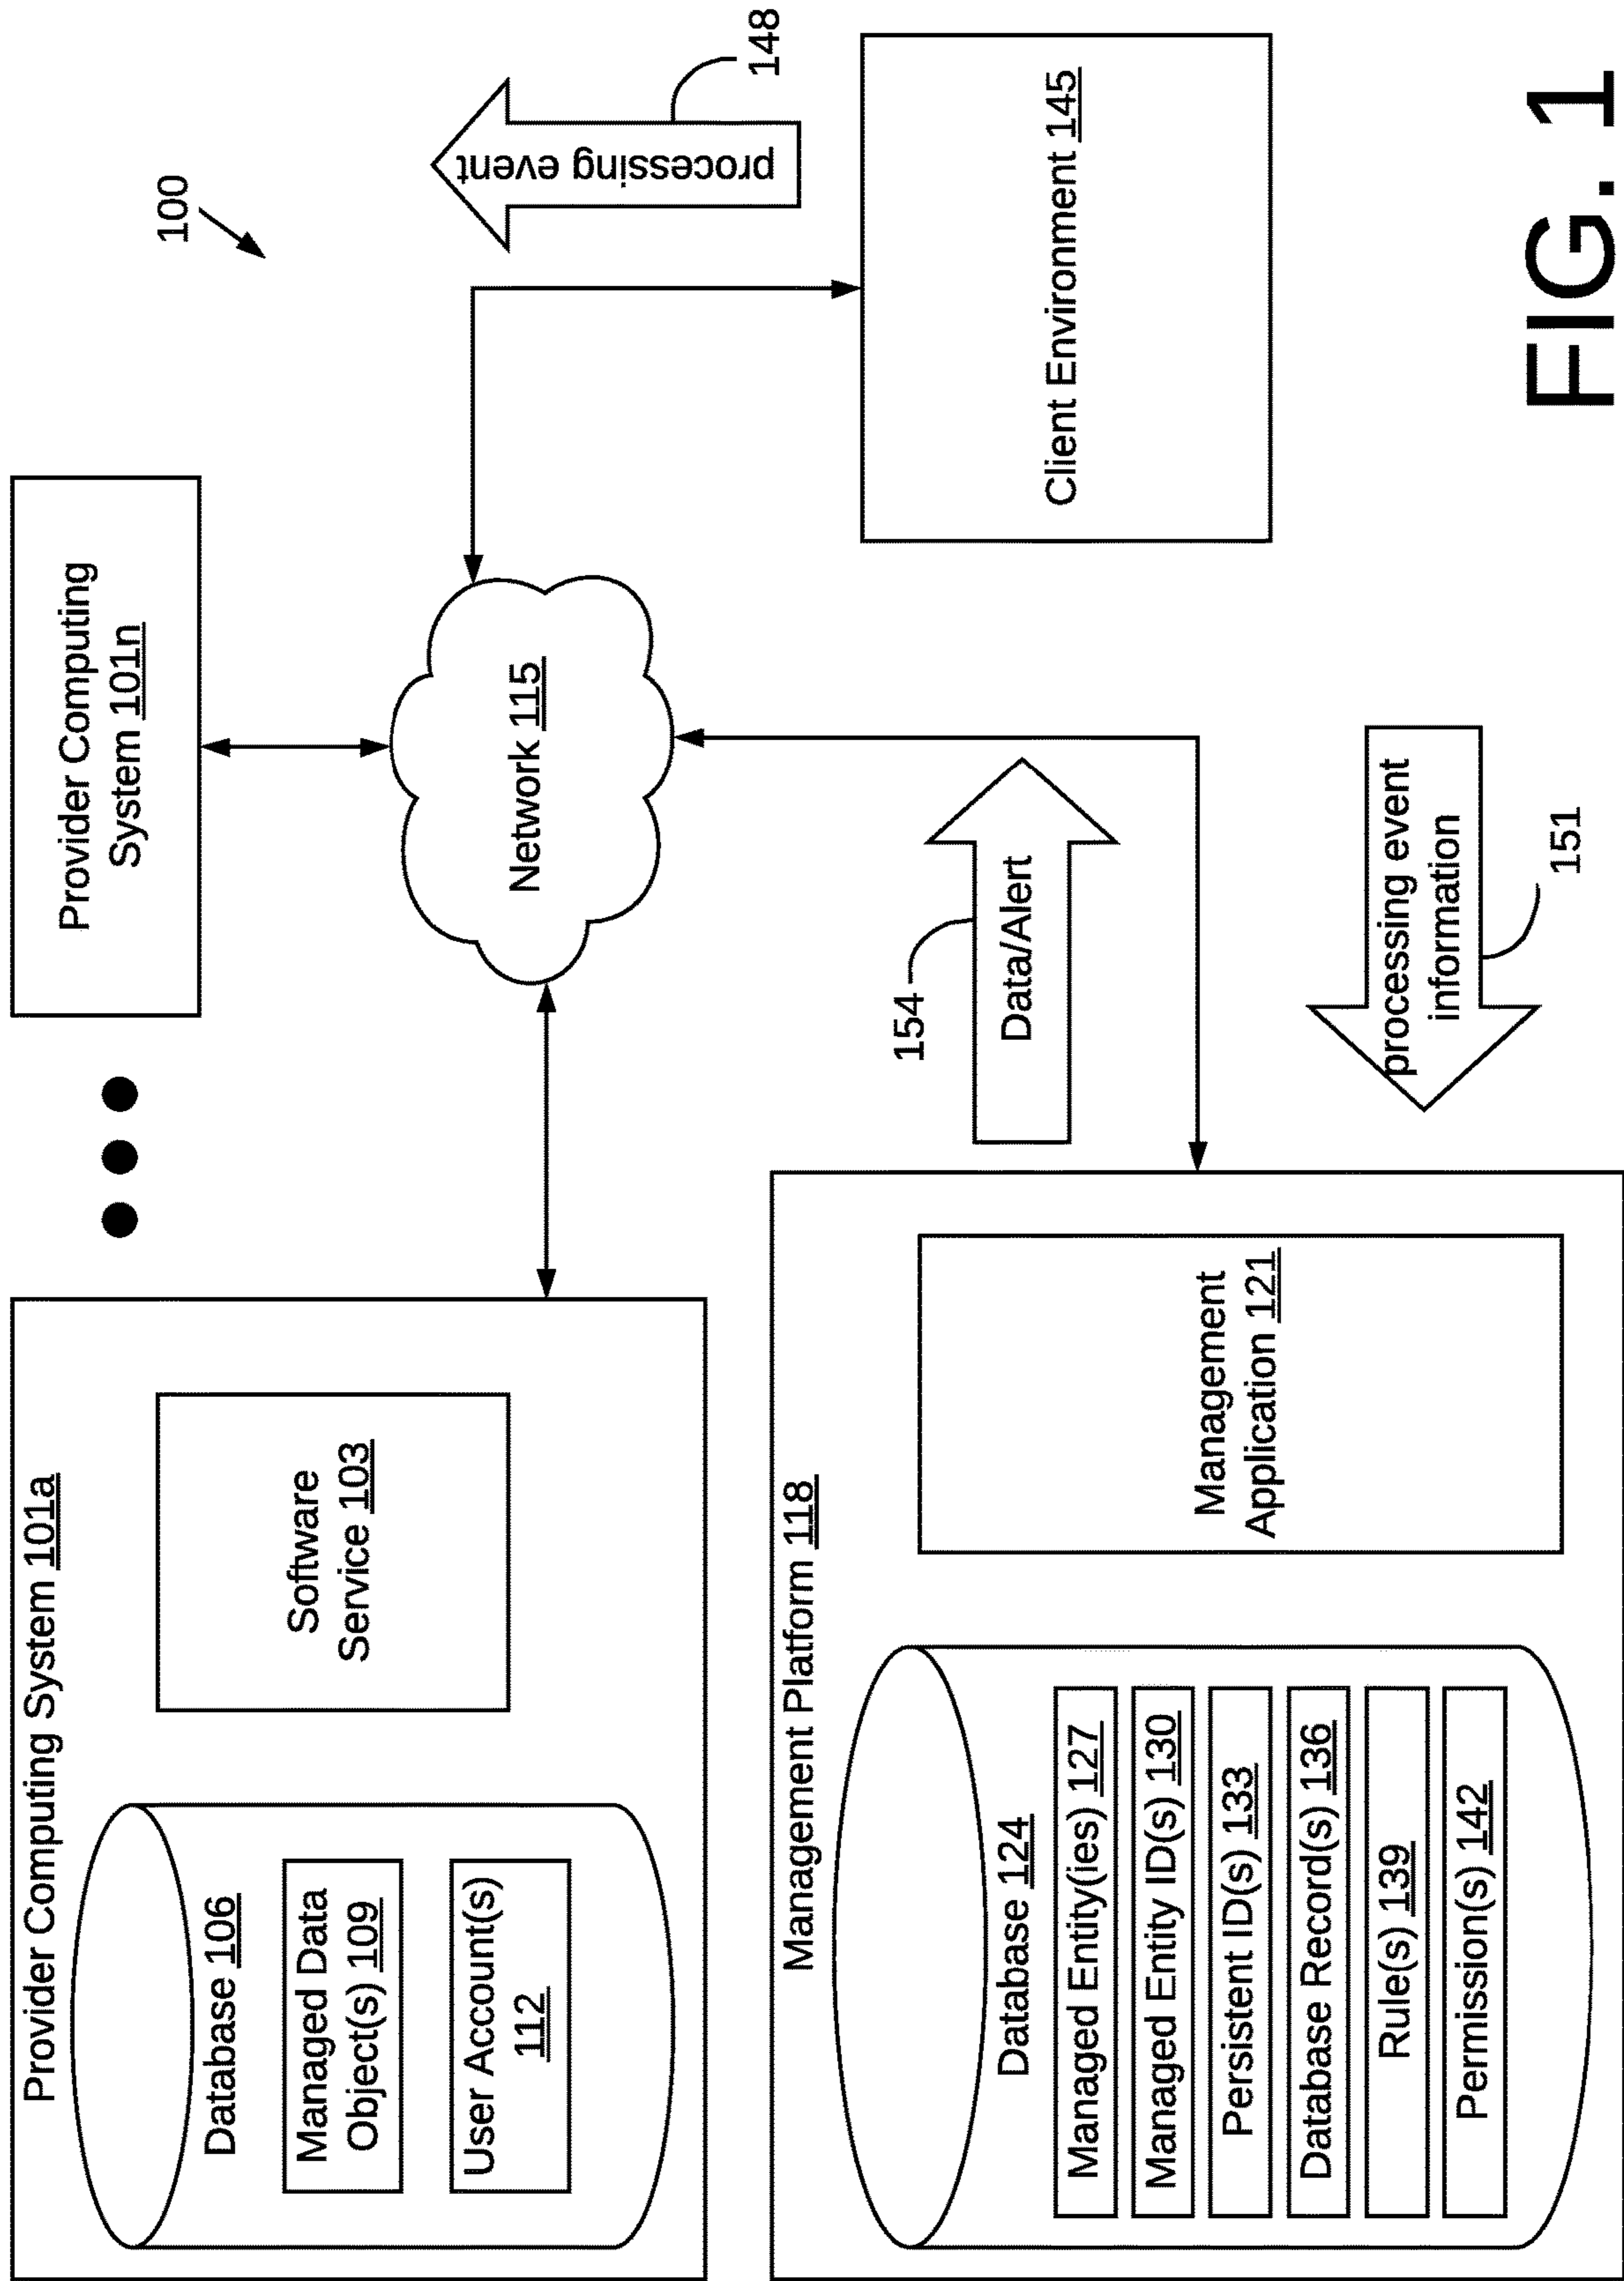 100
Provider Computing System 101a
Database 106
Managed Data
Object(s) 109
User Account(s)
112
Software
Service 103
Provider Computing
System 101n
Network 115
processing event
148
Management Platform 118
Database 124
Managed Entity(ies) 127
Managed Entity ID(s) 130
Persistent ID(s) 133
Database Record(s) 136
Rule(s) 139
Permission(s) 142
Management
Application 121
154
Data/Alert
processing event
information
151
Client Environment 145
FIG. 1